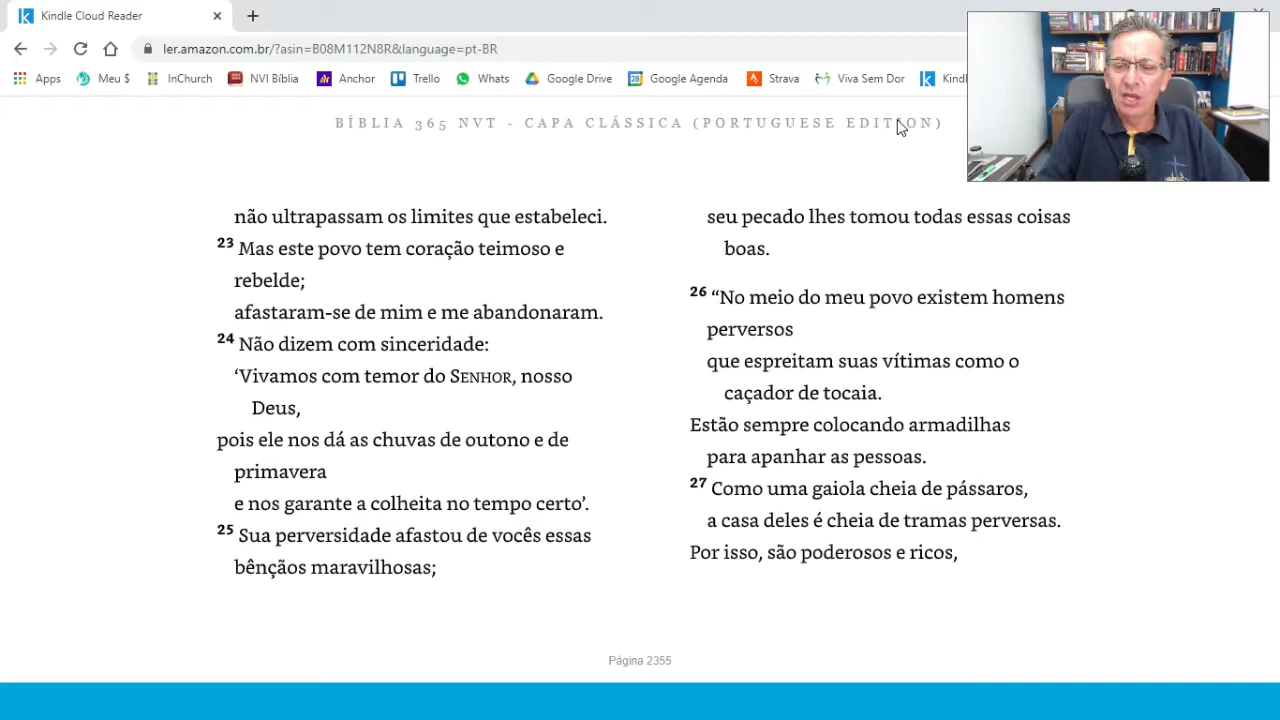 Kindle Cloud Reader
ler.amazon.com.br/?asin=B08M112N8R&language=pt-BR
Apps Meu $ InChurch NVI Bíblia Anchor Trello Whats Google Drive Google Agenda Strava Viva Sem Dor
BÍBLIA 365 NVT - CAPA CLÁSSICA (PORTUGUESE EDITION)
não ultrapassam os limites que estabeleci.
23 Mas este povo tem coração teimoso e
rebelde;
afastaram-se de mim e me abandonaram.
24 Não dizem com sinceridade:
‘Vivamos com temor do SENHOR, nosso
Deus,
pois ele nos dá as chuvas de outono e de
primavera
e nos garante a colheita no tempo certo’.
25 Sua perversidade afastou de vocês essas
bênçãos maravilhosas;
seu pecado lhes tomou todas essas coisas
boas.
26 “No meio do meu povo existem homens
perversos
que espreitam suas vítimas como o
caçador de tocaia.
Estão sempre colocando armadilhas
para apanhar as pessoas.
27 Como uma gaiola cheia de pássaros,
a casa deles é cheia de tramas perversas.
Por isso, são poderosos e ricos,
Página 2355